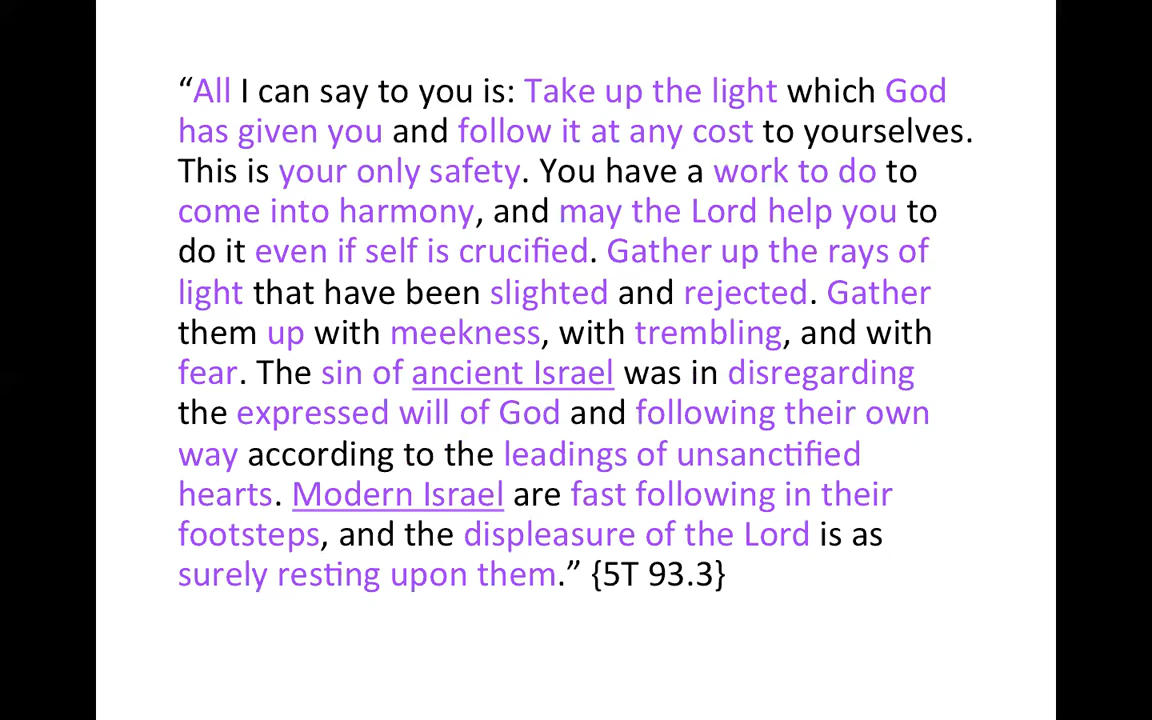 “All I can say to you is: Take up the light which God
has given you and follow it at any cost to yourselves.
This is your only safety. You have a work to do to
come into harmony, and may the Lord help you to
do it even if self is crucified. Gather up the rays of
light that have been slighted and rejected. Gather
them up with meekness, with trembling, and with
fear. The sin of ancient Israel was in disregarding
the expressed will of God and following their own
way according to the leadings of unsanctified
hearts. Modern Israel are fast following in their
footsteps, and the displeasure of the Lord is as
surely resting upon them.” {5T 93.3}